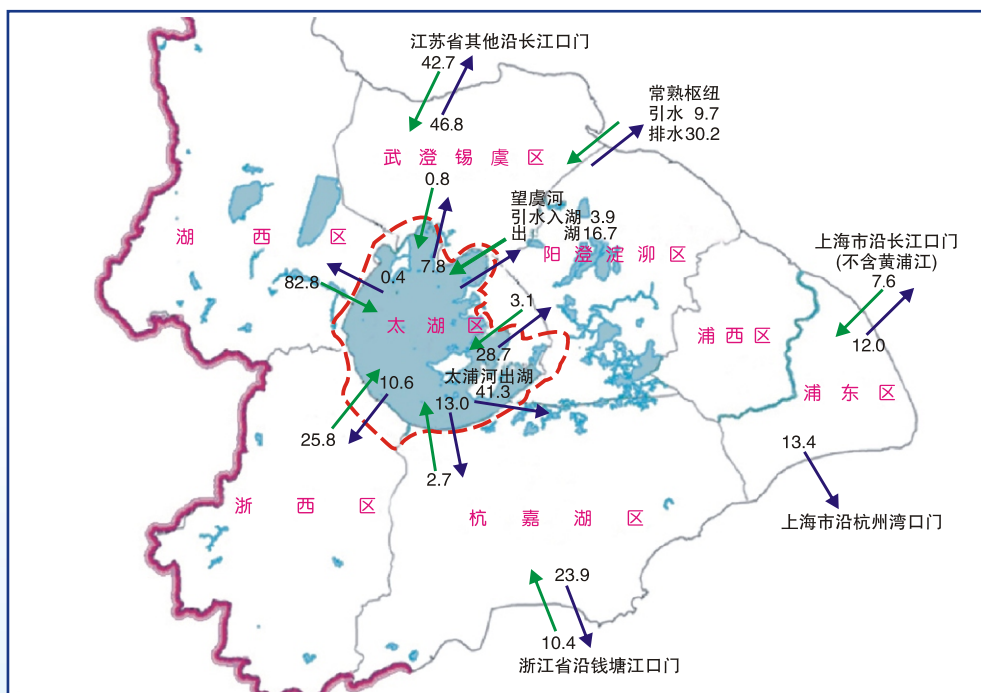 江苏省其他沿长江口门
42.7
46.8
常熟枢纽
引水 9.7
排水30.2
武澄锡虞区
0.8
望虞河
引水入湖 3.9
出 湖16.7
7.8
湖西区
阳澄淀泖区
上海市沿长江口门
(不含黄浦江)
7.6
12.0
0.4
82.8
3.1
太湖区
28.7
浦西区
太浦河出湖
41.3
10.6
13.0
浦东区
25.8
2.7
13.4
浙西区
杭嘉湖区
上海市沿杭州湾口门
23.9
10.4
浙江省沿钱塘江口门